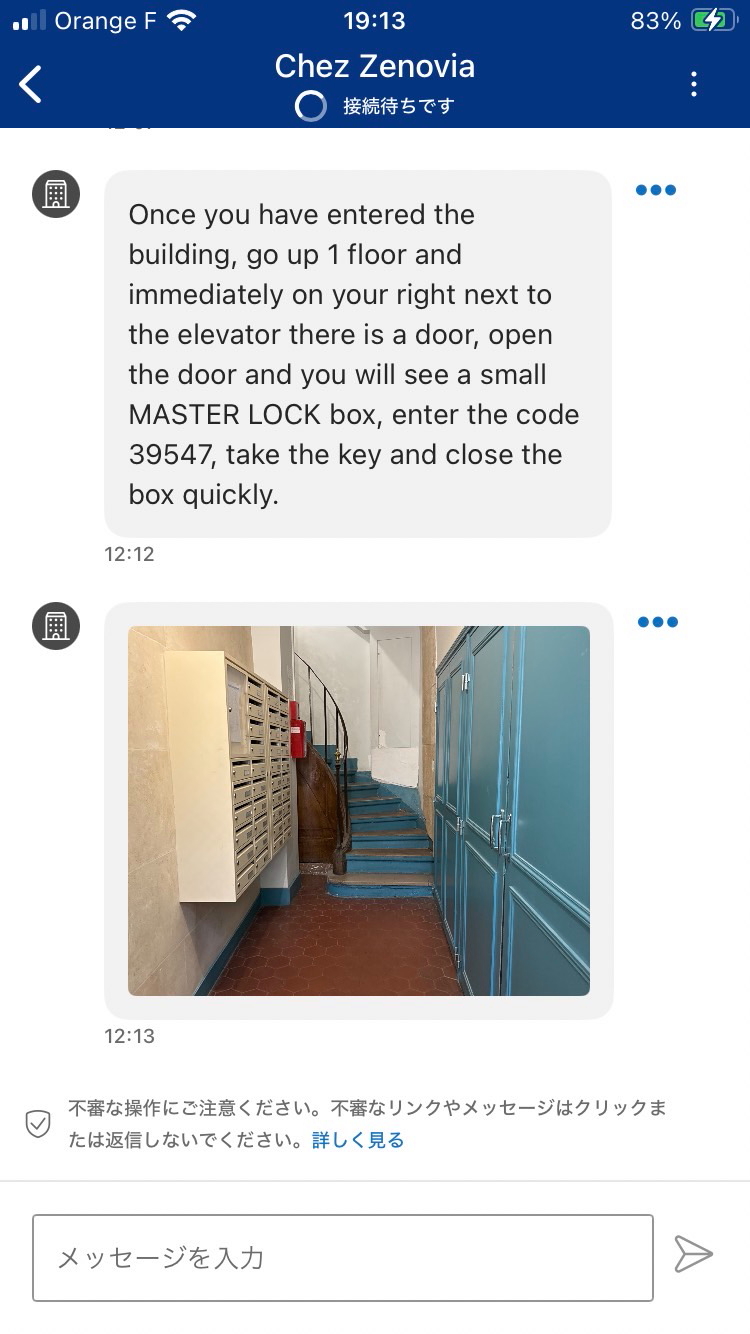 Orange F 19:13 83%
Chez Zenovia
接続待ちです
Once you have entered the
building, go up 1 floor and
immediately on your right next to
the elevator there is a door, open
the door and you will see a small
MASTER LOCK box, enter the code
39547, take the key and close the
box quickly.
12:12
12:13
不審な操作にご注意ください。不審なリンクやメッセージはクリックま
たは返信しないでください。詳しく見る
メッセージを入力